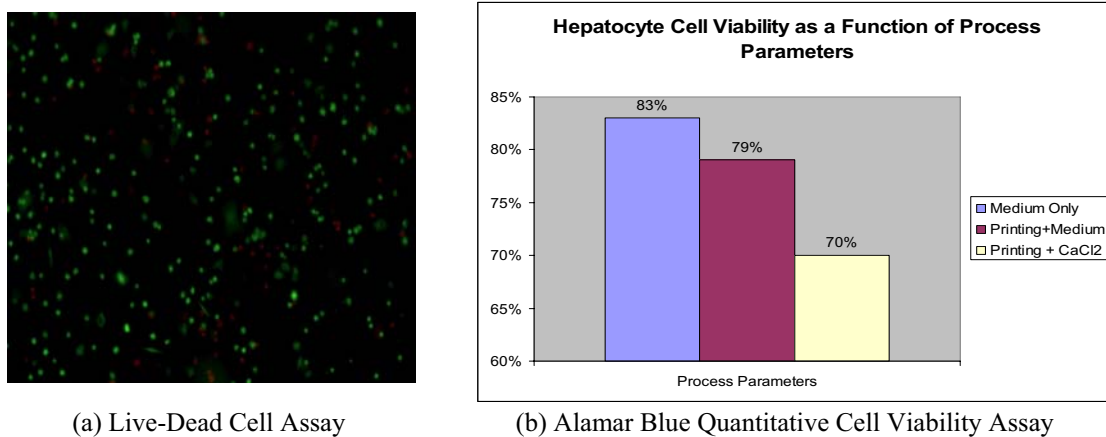 Hepatocyte Cell Viability as a Function of Process
Parameters
85%
80%
75%
70%
65%
60%
83%
79%
70%
Process Parameters
Medium Only
Printing+Medium
Printing + CaCl2
(a) Live-Dead Cell Assay
(b) Alamar Blue Quantitative Cell Viability Assay